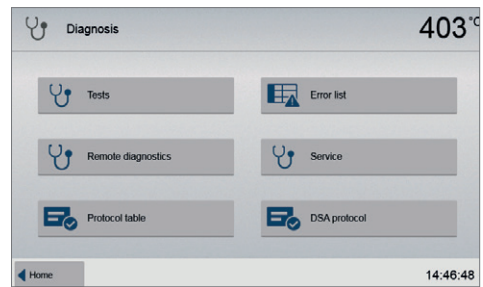 Diagnosis
403°C
Tests
Error list
Remote diagnostics
Service
Protocol table
DSA protocol
Home
14:46:48